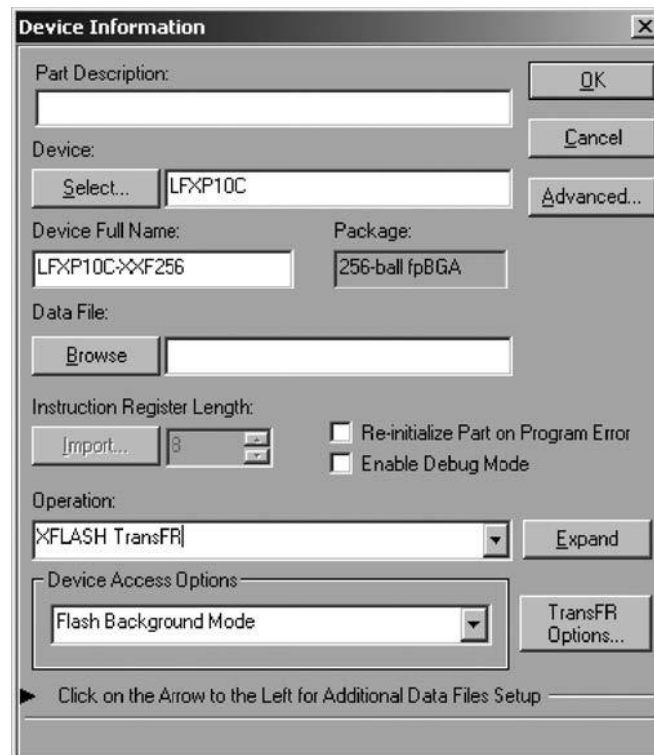 Device Information
Part Description:
OK
Device:
Cancel
Select...
LFXP10C
Advanced...
Device Full Name:
Package:
LFXP10C-XXF256
256-ball fpBGA
Data File:
Browse
Instruction Register Length:
Import...
8
Re-initialize Part on Program Error
Enable Debug Mode
Operation:
XFLASH TransFR
Expand
Device Access Options
Flash Background Mode
TransFR
Options...
Click on the Arrow to the Left for Additional Data Files Setup